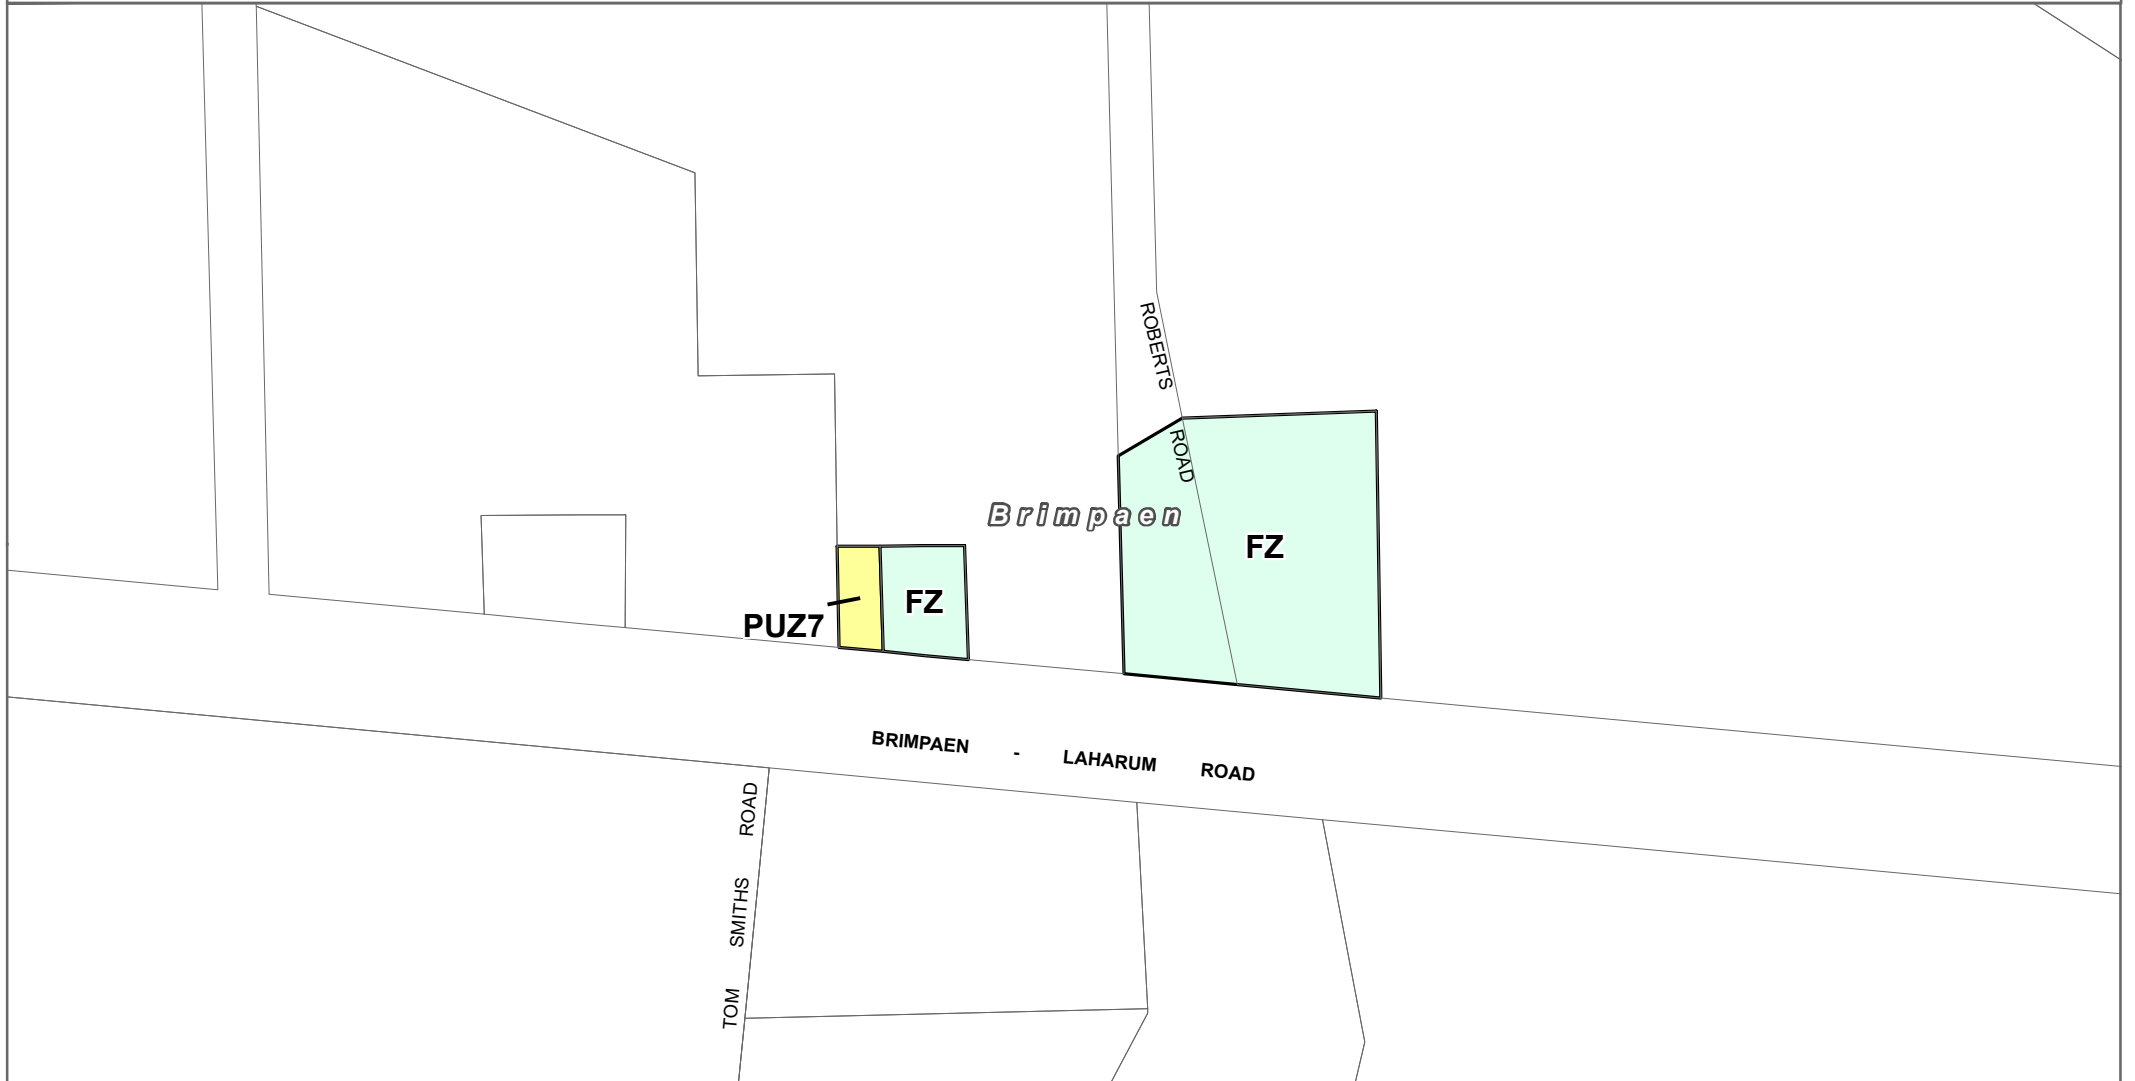 ROBERTS
ROAD
Brimpaen
FZ
FZ
PUZ7
BRIMPAEN - LAHARUM ROAD
TOM SMITHS ROAD